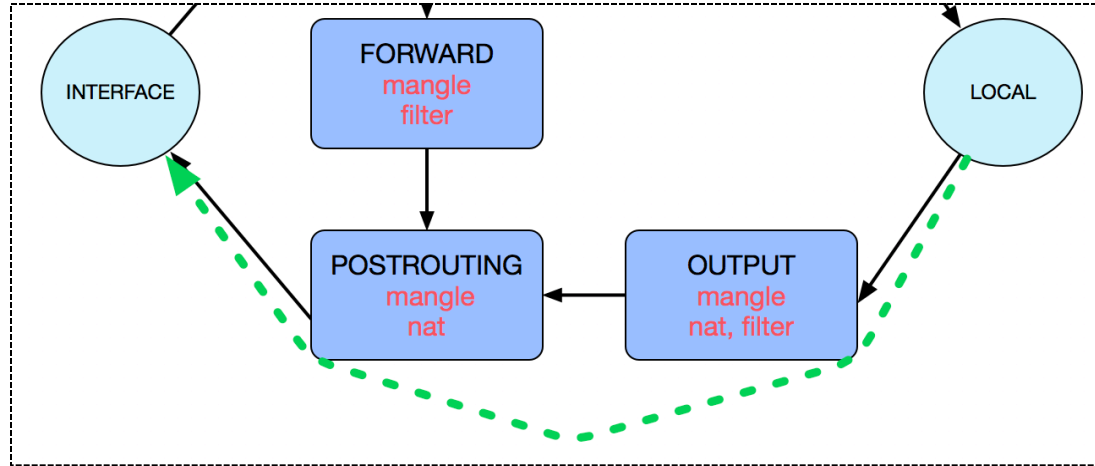 INTERFACE
FORWARD
mangle
filter
LOCAL
POSTROUTING
mangle
nat
OUTPUT
mangle
nat, filter